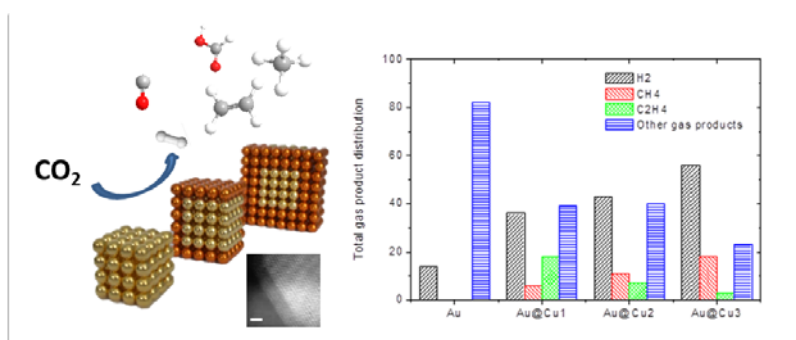 CO2
Total gas product distribution
100
80
60
40
20
0
H2
CH4
C2H4
Other gas products
Au
Au@Cu1
Au@Cu2
Au@Cu3